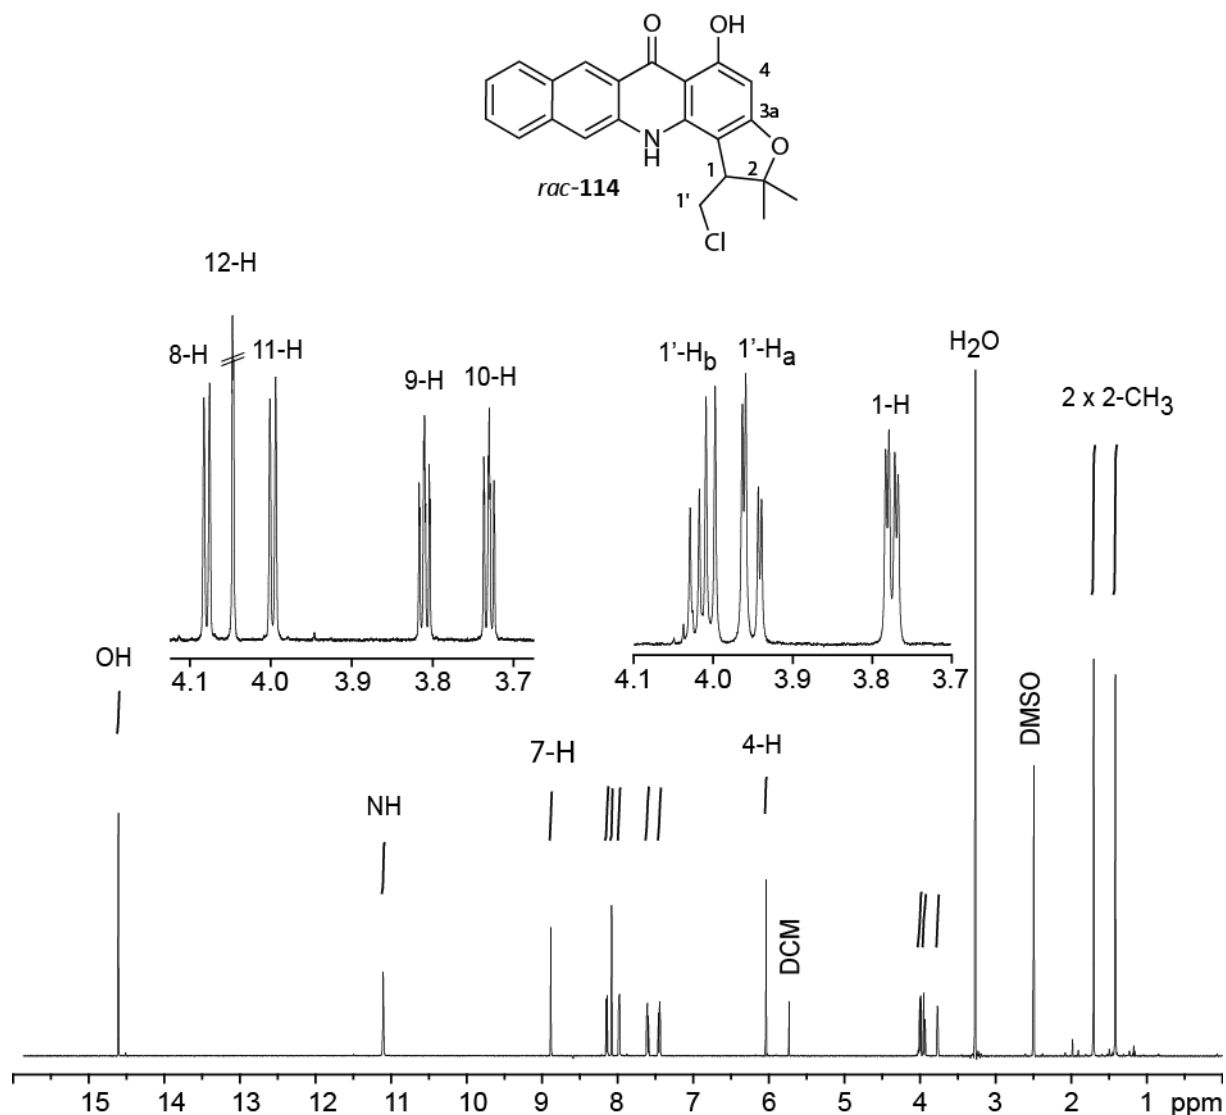 O OH
4
3a
N O
H 1 2
rac-114
1'
Cl
12-H
8-H 11-H 9-H 10-H
1'-Hb 1'-Ha 1-H
H2O
2 x 2-CH3
4.1 4.0 3.9 3.8 3.7
4.1 4.0 3.9 3.8 3.7
OH
NH
7-H
4-H
DCM
DMSO
15 14 13 12 11 10 9 8 7 6 5 4 3 2 1 ppm